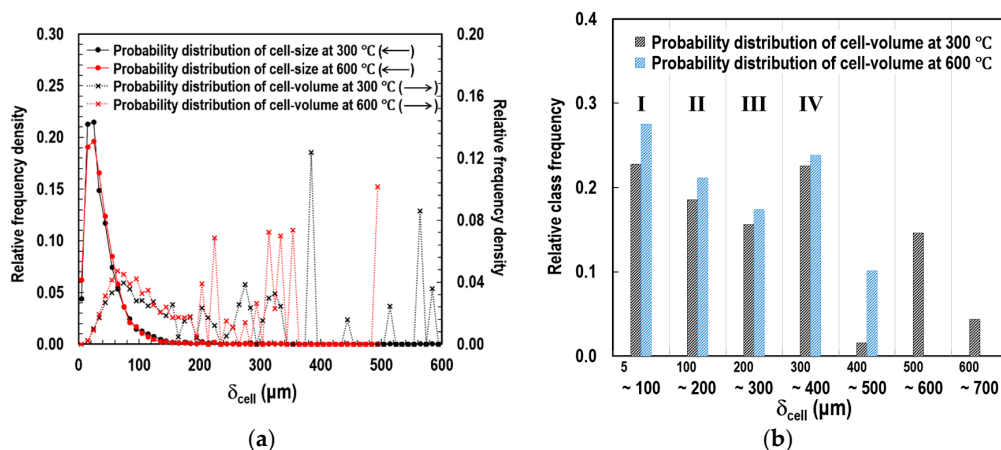 0.30
0.25
0.20
0.15
0.10
0.05
0.00
Relative frequency density
Probability distribution of cell-size at 300 °C (←)
Probability distribution of cell-size at 600 °C (←)
Probability distribution of cell-volume at 300 °C (→)
Probability distribution of cell-volume at 600 °C (→)
0.20
0.16
0.12
0.08
0.04
0.00
Relative frequency
density
0 100 200 300 400 500 600
δcell (μm)
(a)
0.4
0.3
0.2
0.1
0.0
Relative class frequency
Probability distribution of cell-volume at 300 °C
Probability distribution of cell-volume at 600 °C
I II III IV
5 100 200 300 400 500 600
~ 100 ~ 200 ~ 300 ~ 400 ~ 500 ~ 600 ~ 700
δcell (μm)
(b)